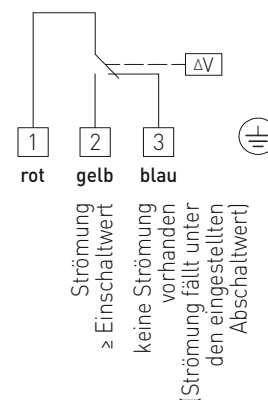 ΔV
1
2
3
rot
gelb
blau
Strömung
≥ Einschaltwert
keine Strömung
vorhanden
(Strömung fällt unter
den eingestellten
Abschaltwert)